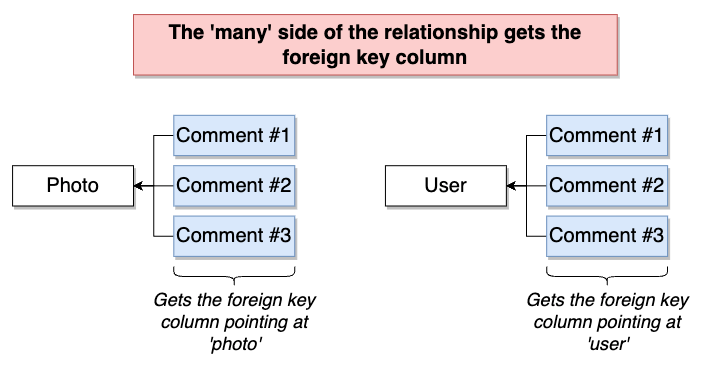 The 'many' side of the relationship gets the
foreign key column
Comment #1
Photo
Comment #2
Comment #3
Gets the foreign key
column pointing at
'photo'
Comment #1
User
Comment #2
Comment #3
Gets the foreign key
column pointing at
'user'